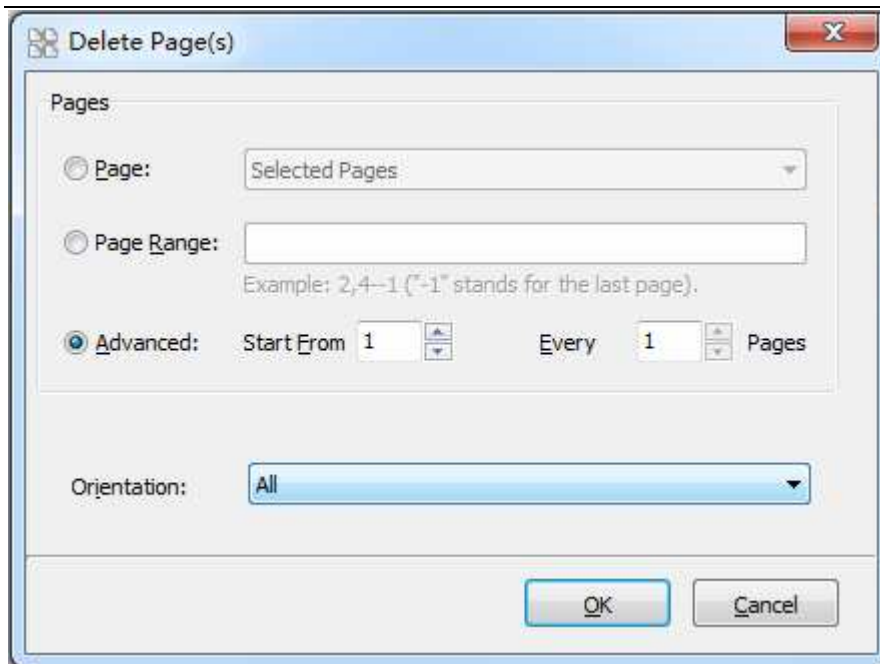 Delete Page(s)
Pages
Page: Selected Pages
Page Range:
Example: 2,4--1 ("-1" stands for the last page).
Advanced: Start From 1 Every 1 Pages
Orientation: All
OK Cancel